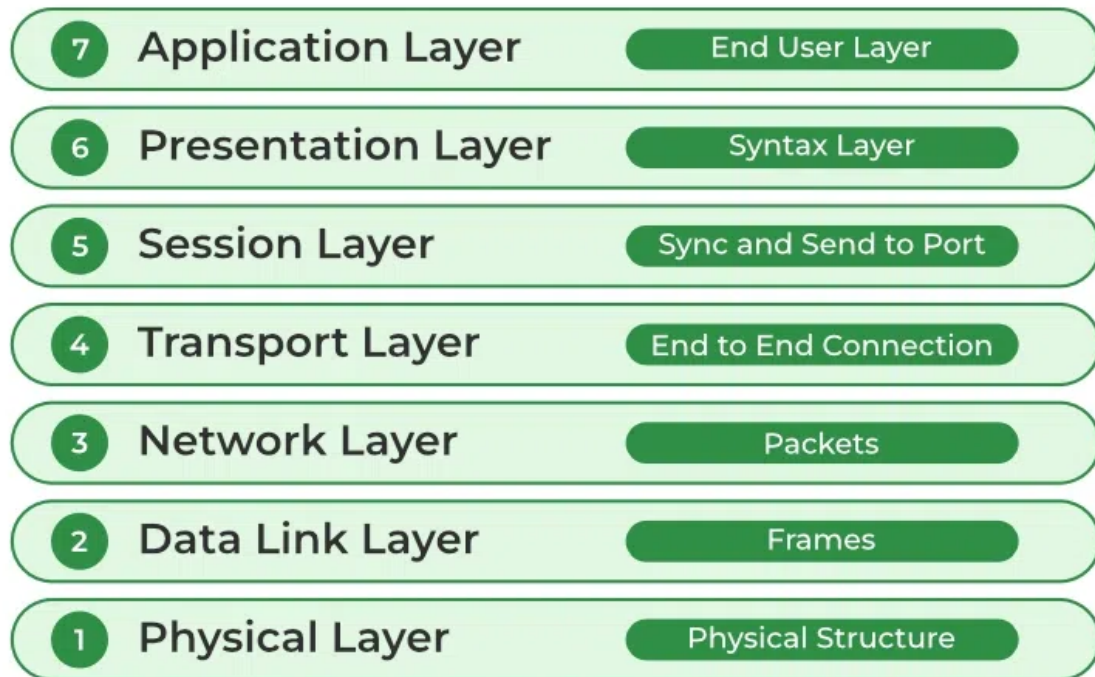 7 Application Layer End User Layer
6 Presentation Layer Syntax Layer
5 Session Layer Sync and Send to Port
4 Transport Layer End to End Connection
3 Network Layer Packets
2 Data Link Layer Frames
1 Physical Layer Physical Structure